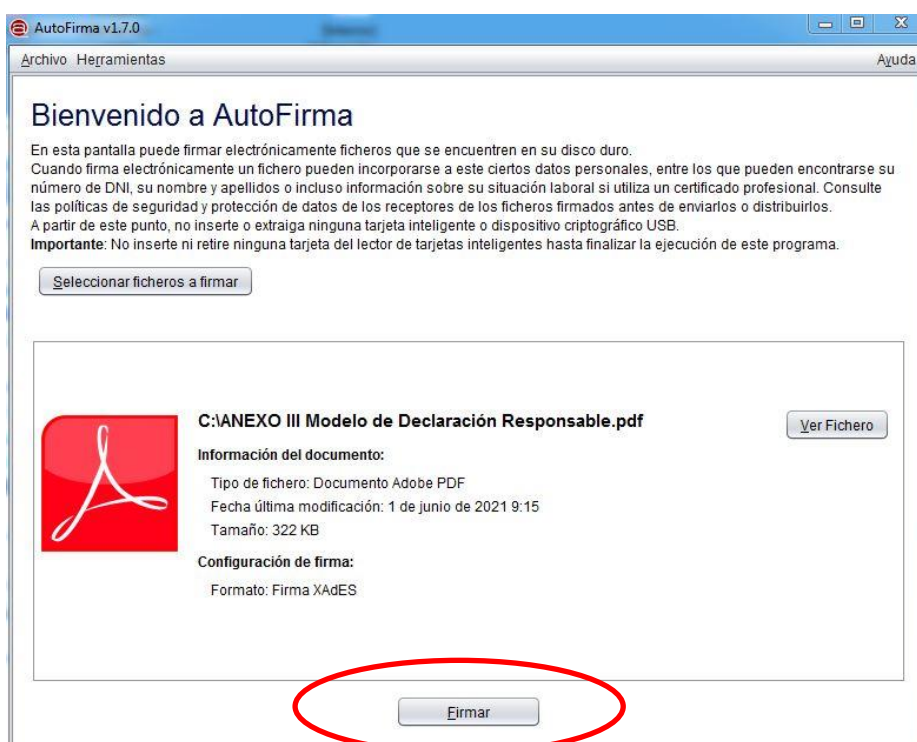 AutoFirma v1.7.0
Archivo Herramientas Ayuda
Bienvenido a AutoFirma
En esta pantalla puede firmar electrónicamente ficheros que se encuentren en su disco duro.
Cuando firma electrónicamente un fichero pueden incorporarse a este ciertos datos personales, entre los que pueden encontrarse su
número de DNI, su nombre y apellidos o incluso información sobre su situación laboral si utiliza un certificado profesional. Consulte
las políticas de seguridad y protección de datos de los receptores de los ficheros firmados antes de enviarlos o distribuirlos.
A partir de este punto, no inserte o extraiga ninguna tarjeta inteligente o dispositivo criptográfico USB.
Importante: No inserte ni retire ninguna tarjeta del lector de tarjetas inteligentes hasta finalizar la ejecución de este programa.
Seleccionar ficheros a firmar
C:\ANEXO III Modelo de Declaración Responsable.pdf
Ver Fichero
Información del documento:
Tipo de fichero: Documento Adobe PDF
Fecha última modificación: 1 de junio de 2021 9:15
Tamaño: 322 KB
Configuración de firma:
Formato: Firma XAdES
Firmar